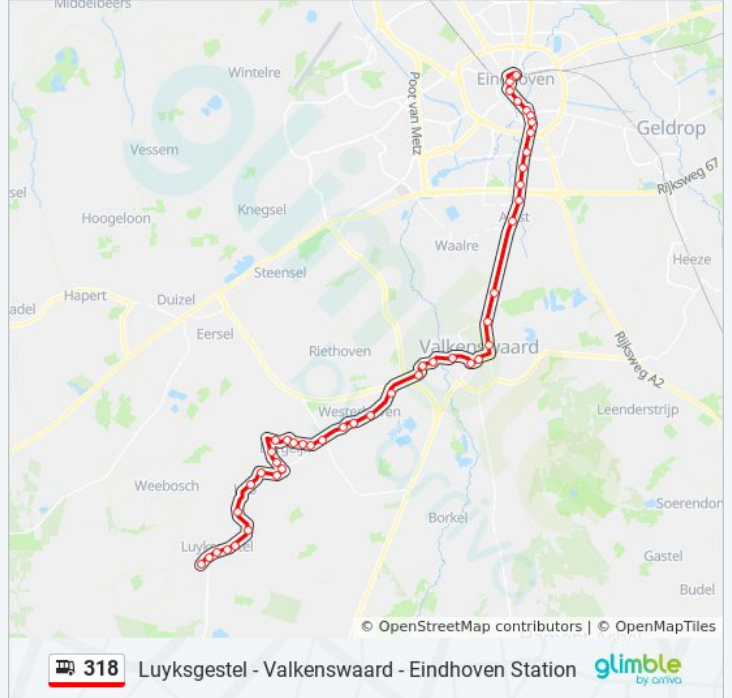 Middelbeers
Wintelre
Eindhoven
Poot van Metz
Geldrop
Vessem
Rijksweg 67
Knegsel
Hoogeloon
Aalst
Waalre
Heeze
Steensel
Hapert
Duizel
adel
Eersel
Riethoven
Valkenswaard
Rijksweg A2
Westerhoven
Leenderstrijp
Weebosch
Soerendon
Borkel
Luyksgestel
Gastel
Budel
© OpenStreetMap contributors | © OpenMapTiles
318 Luyksgestel - Valkenswaard - Eindhoven Station glimble
by arriva